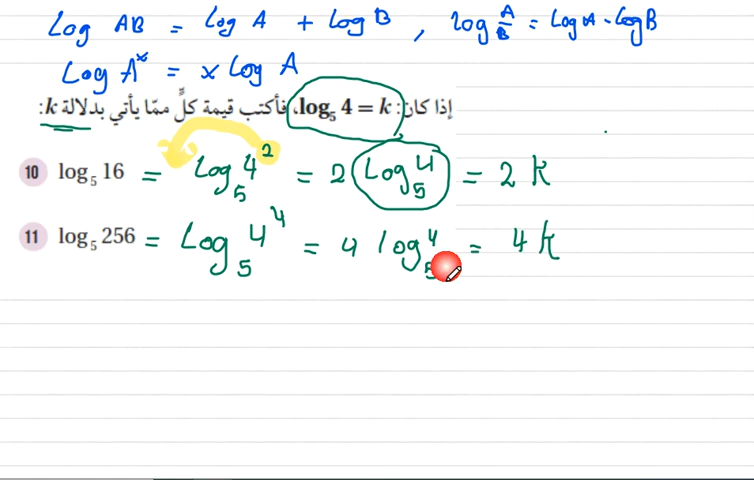 Log AB = Log A + Log B , log A/B = Log A - Log B
Log A^x = x Log A
إذا كان: log₅ 4 = k، فأكتب قيمة كلٍّ ممّا يأتي بدلالة k:
10 log₅ 16 = Log₅ 4² = 2 Log₅ 4 = 2 k
11 log₅ 256 = Log₅ 4⁴ = 4 log₅ 4 = 4 k